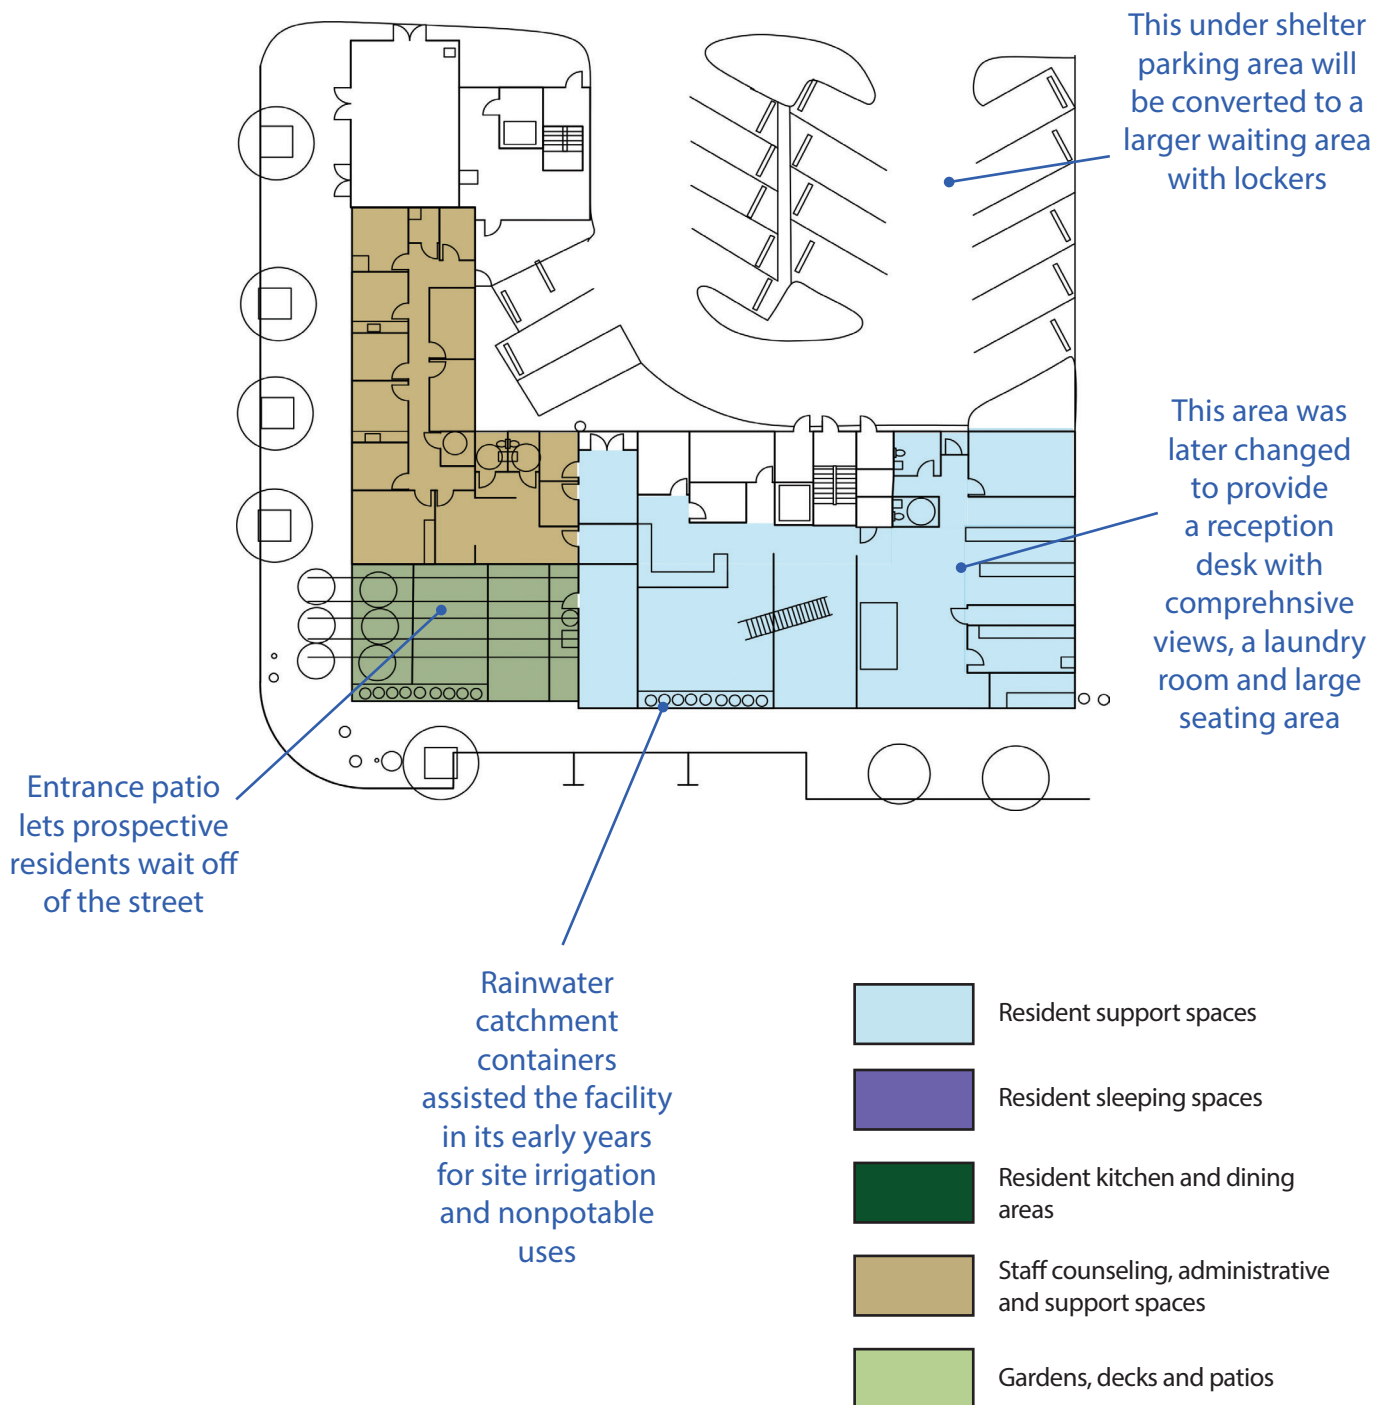 This under shelter
parking area will
be converted to a
larger waiting area
with lockers
This area was
later changed
to provide
a reception
desk with
comprehnsive
views, a laundry
room and large
seating area
Entrance patio
lets prospective
residents wait off
of the street
Rainwater
catchment
containers
assisted the facility
in its early years
for site irrigation
and nonpotable
uses
Resident support spaces
Resident sleeping spaces
Resident kitchen and dining
areas
Staff counseling, administrative
and support spaces
Gardens, decks and patios